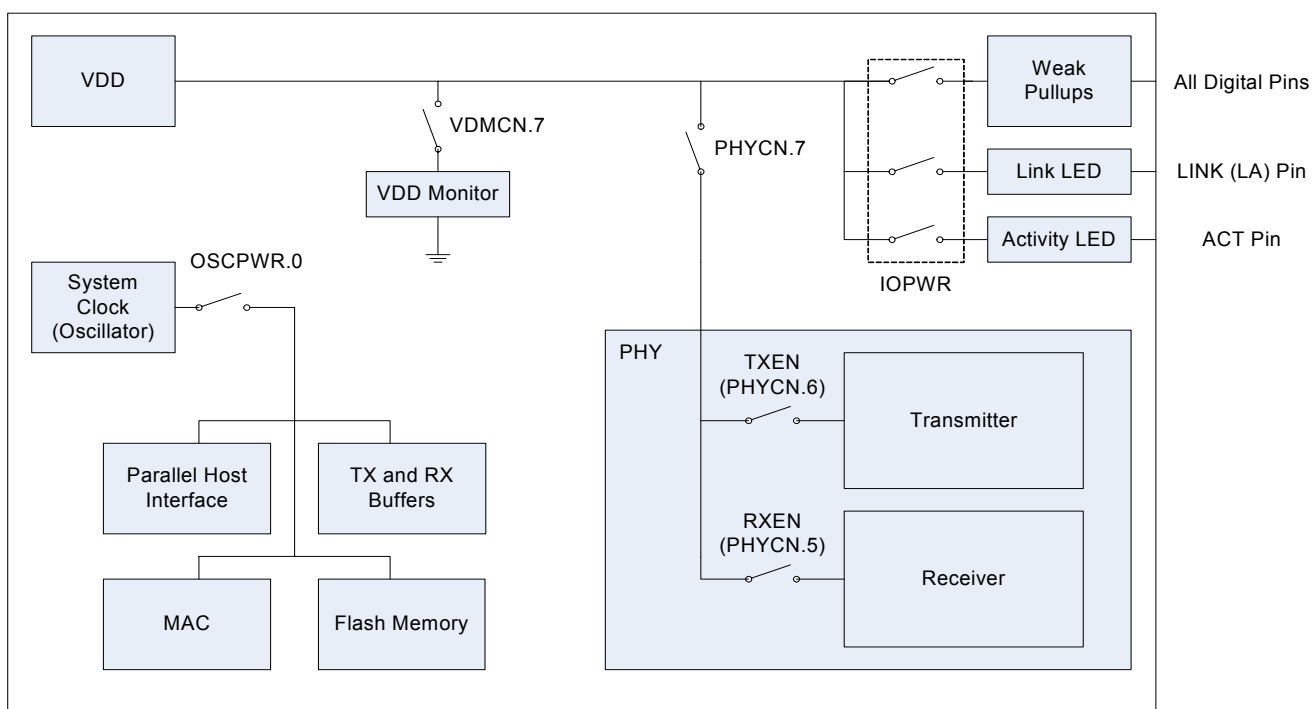 VDD
VDMCN.7
VDD Monitor
PHYCN.7
Weak
Pullups
All Digital Pins
Link LED
LINK (LA) Pin
Activity LED
ACT Pin
IOPWR
OSCPWR.0
System
Clock
(Oscillator)
Parallel Host
Interface
TX and RX
Buffers
MAC
Flash Memory
PHY
TXEN
(PHYCN.6)
Transmitter
RXEN
(PHYCN.5)
Receiver